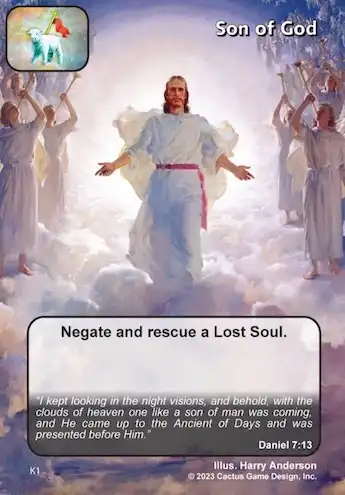 Son of God
Negate and rescue a Lost Soul.
"I kept looking in the night visions, and behold, with the
clouds of heaven one like a son of man was coming,
and He came up to the Ancient of Days and was
presented before Him."
Daniel 7:13
Illus. Harry Anderson
K1
© 2023 Cactus Game Design, Inc.